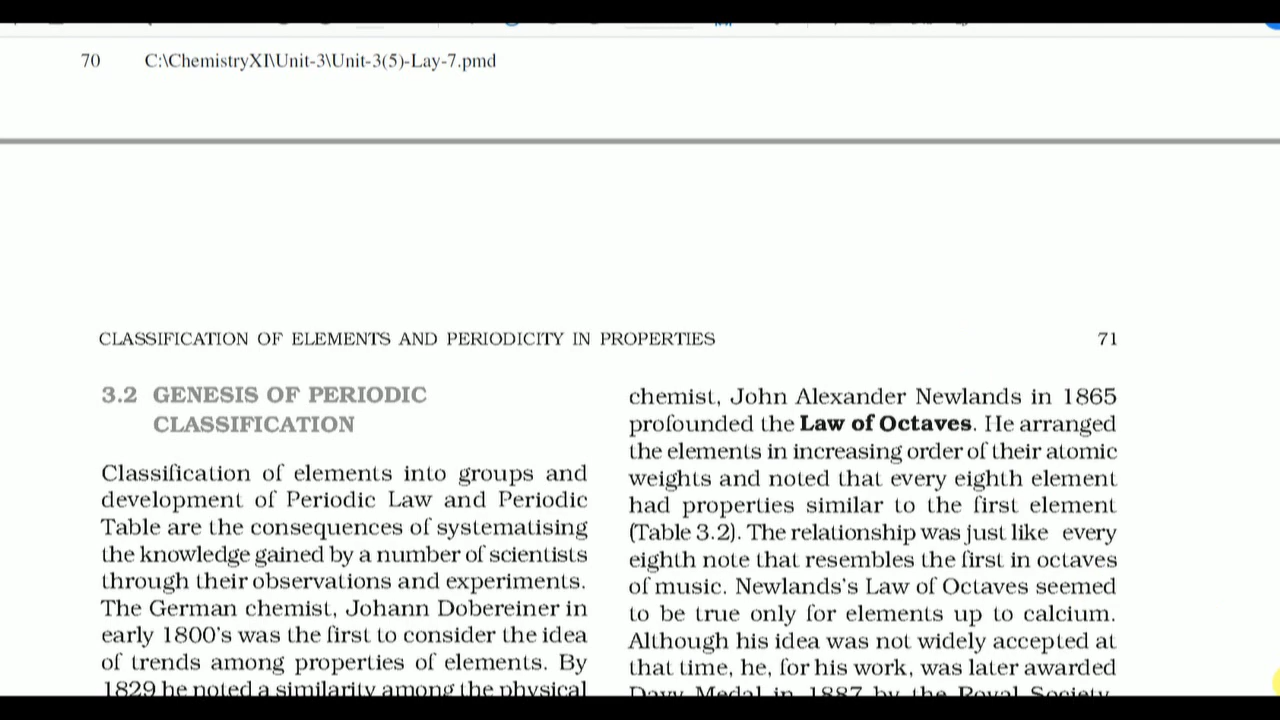 70 C:\ChemistryXI\Unit-3\Unit-3(5)-Lay-7.pmd
CLASSIFICATION OF ELEMENTS AND PERIODICITY IN PROPERTIES 71
3.2 GENESIS OF PERIODIC
CLASSIFICATION
Classification of elements into groups and
development of Periodic Law and Periodic
Table are the consequences of systematising
the knowledge gained by a number of scientists
through their observations and experiments.
The German chemist, Johann Dobereiner in
early 1800's was the first to consider the idea
of trends among properties of elements. By
1829 he noted a similarity among the physical
chemist, John Alexander Newlands in 1865
profounded the Law of Octaves. He arranged
the elements in increasing order of their atomic
weights and noted that every eighth element
had properties similar to the first element
(Table 3.2). The relationship was just like every
eighth note that resembles the first in octaves
of music. Newlands's Law of Octaves seemed
to be true only for elements up to calcium.
Although his idea was not widely accepted at
that time, he, for his work, was later awarded
Davy Medal in 1887 by the Royal Society,